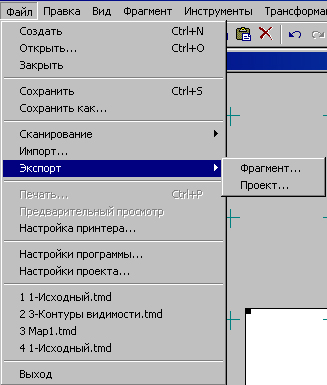 Файл Правка Вид Фрагмент Инструменты Трансформа
Создать Ctrl+N
Открыть... Ctrl+O
Закрыть
Сохранить Ctrl+S
Сохранить как...
Сканирование
Импорт...
Экспорт
Фрагмент...
Проект...
Печать... Ctrl+P
Предварительный просмотр
Настройка принтера...
Настройки программы...
Настройки проекта...
1 1-Исходный.tmd
2 3-Контуры видимости.tmd
3 Map1.tmd
4 1-Исходный.tmd
Выход